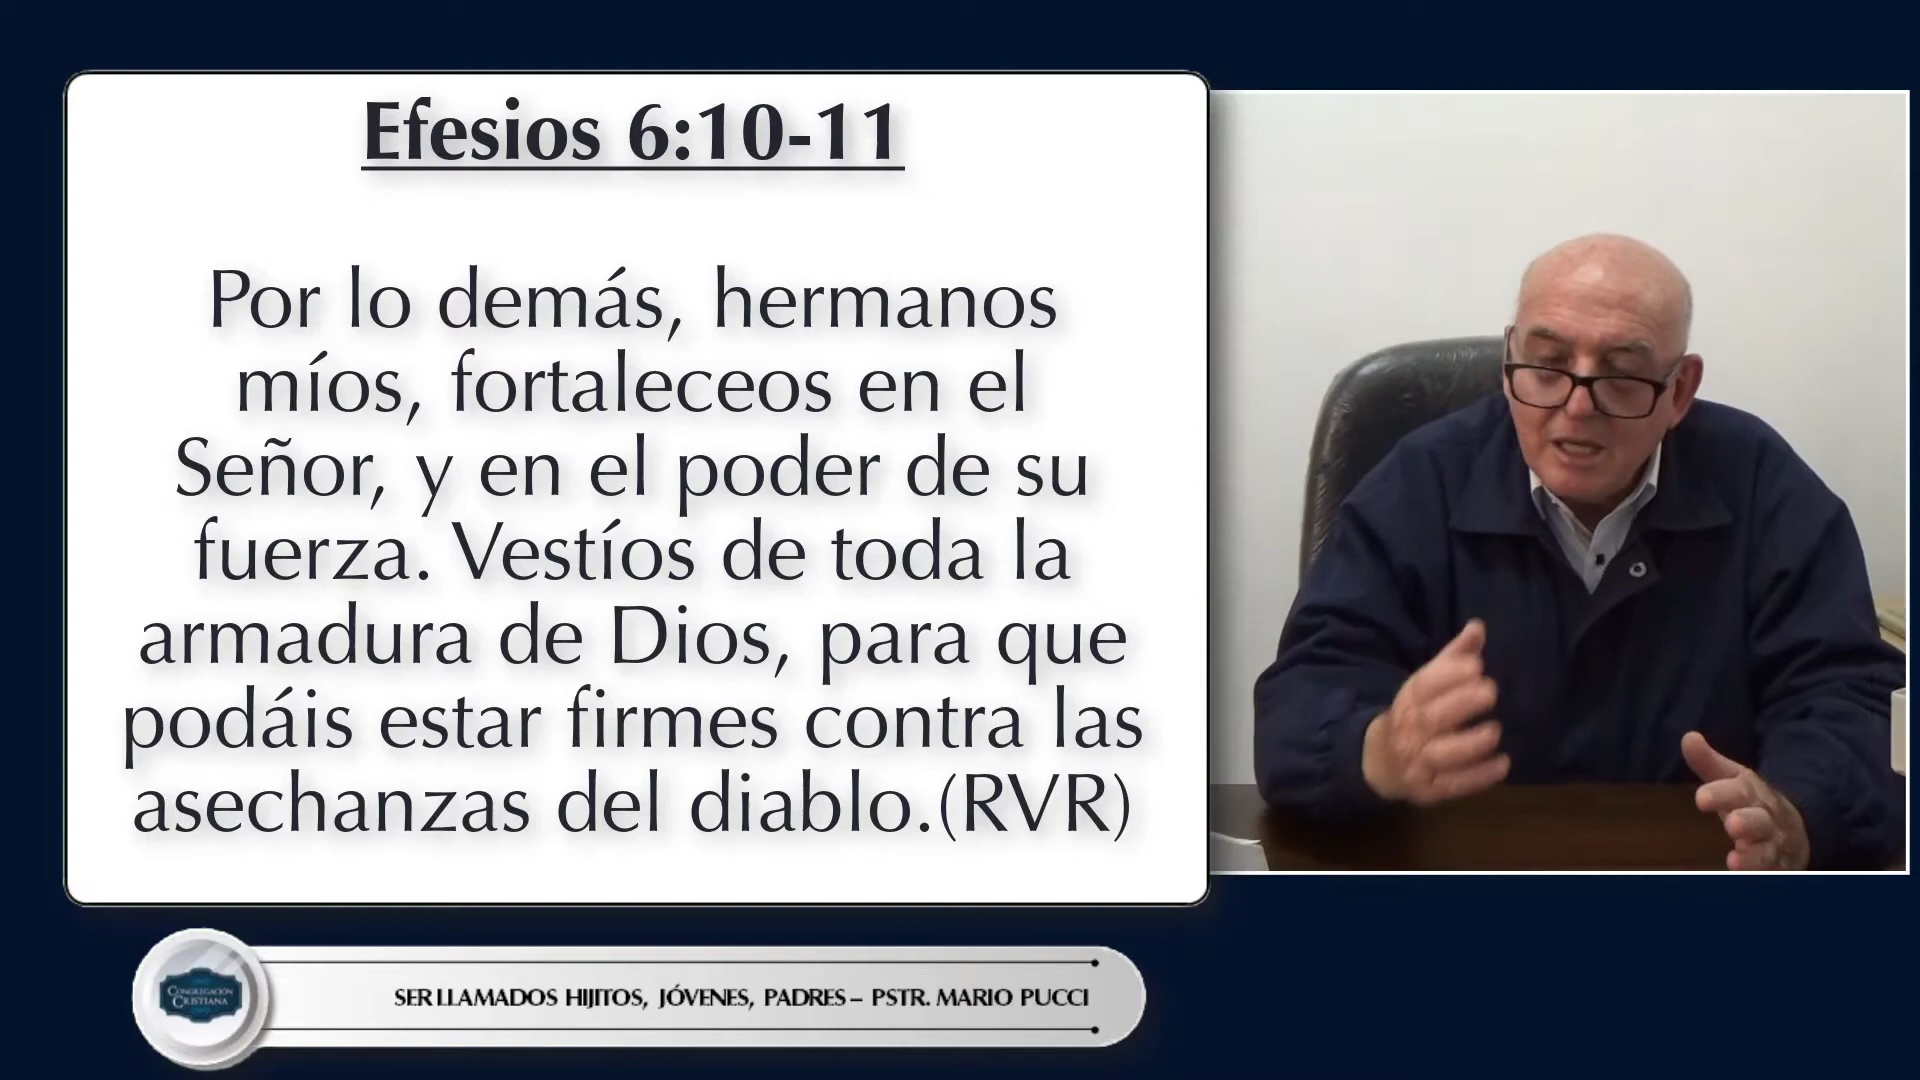 Efesios 6:10-11
Por lo demás, hermanos
míos, fortaleceos en el
Señor, y en el poder de su
fuerza. Vestíos de toda la
armadura de Dios, para que
podáis estar firmes contra las
asechanzas del diablo.(RVR)
CONGREGACIÓN
CRISTIANA
SER LLAMADOS HIJITOS, JÓVENES, PADRES – PSTR. MARIO PUCCI